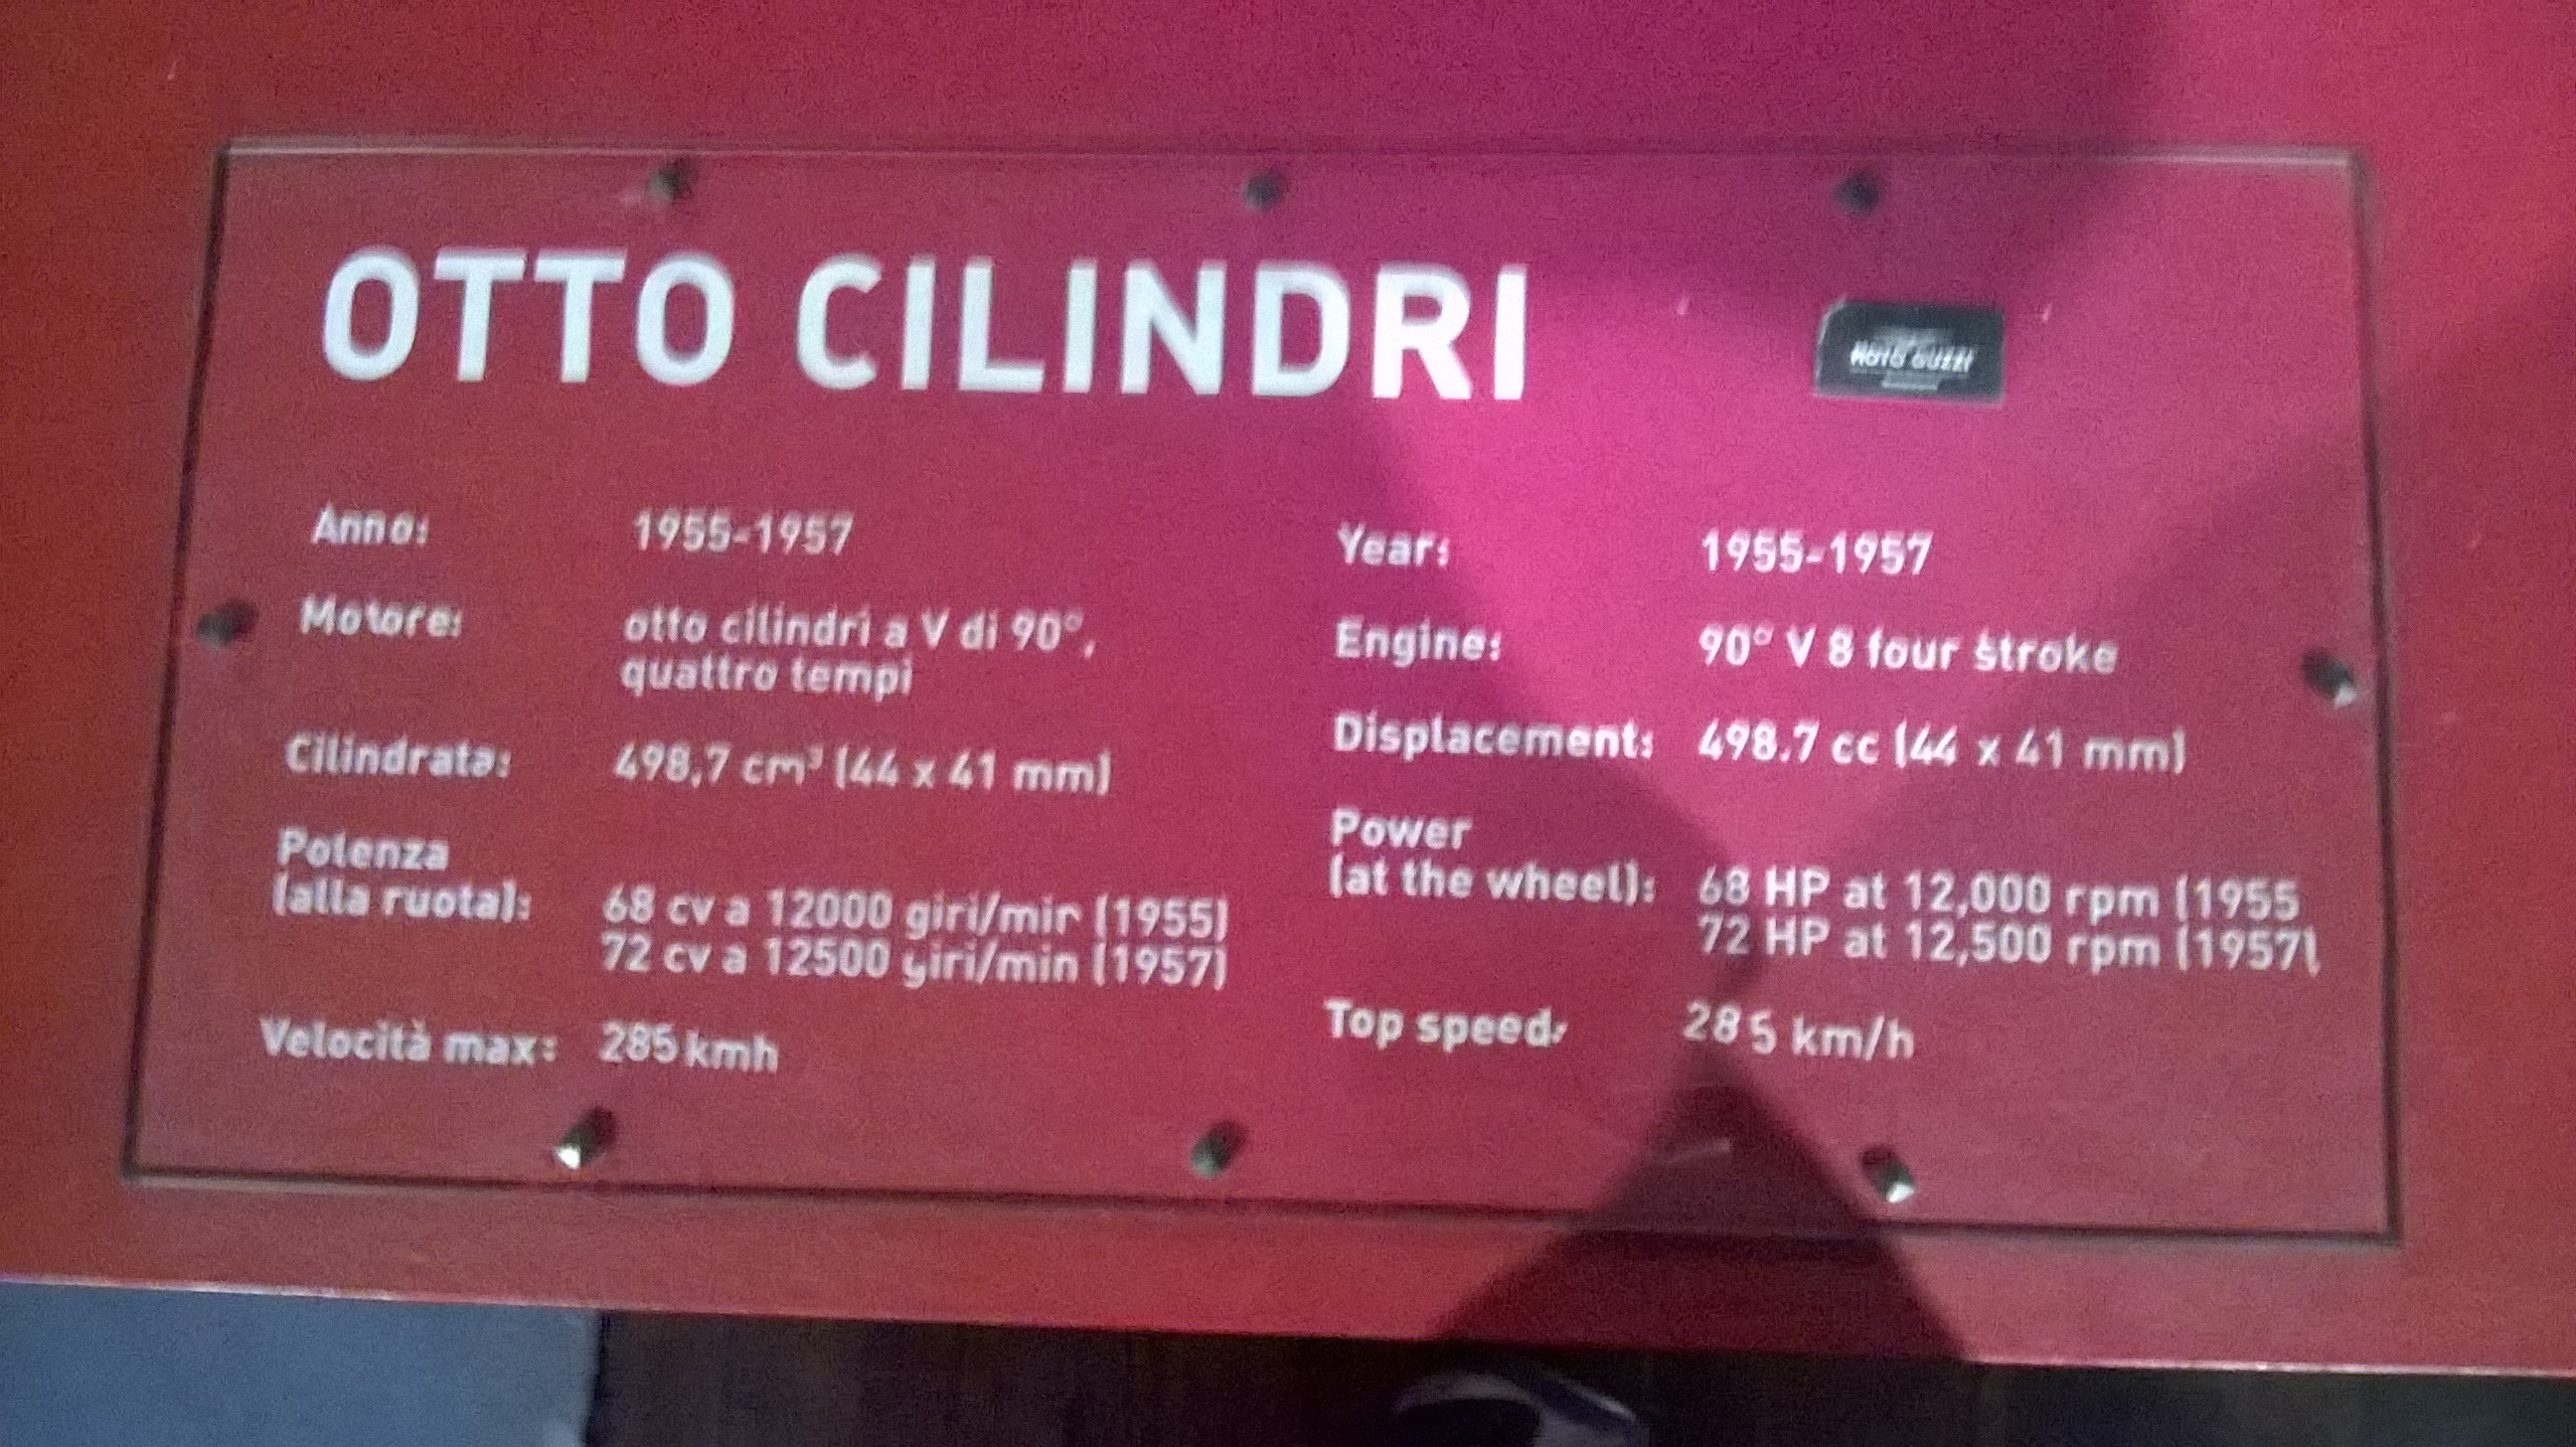 OTTO CILINDRI
MOTO GUZZI
Anno: 1955-1957
Motore: otto cilindri a V di 90°,
quattro tempi
Cilindrata: 498,7 cm³ (44 x 41 mm)
Potenza
(alla ruota): 68 cv a 12000 giri/min (1955)
72 cv a 12500 giri/min (1957)
Velocità max: 285 kmh
Year: 1955-1957
Engine: 90° V 8 four stroke
Displacement: 498.7 cc (44 x 41 mm)
Power
(at the wheel): 68 HP at 12,000 rpm (1955
72 HP at 12,500 rpm (1957)
Top speed: 285 km/h